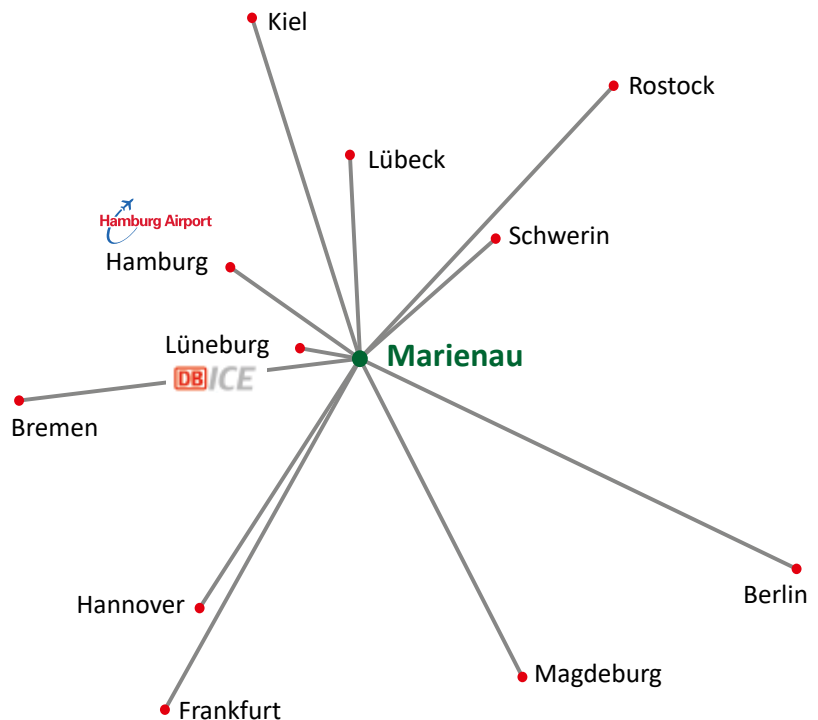 Kiel
Rostock
Lübeck
Hamburg Airport
Schwerin
Hamburg
Lüneburg
Marienau
DB ICE
Bremen
Berlin
Hannover
Magdeburg
Frankfurt